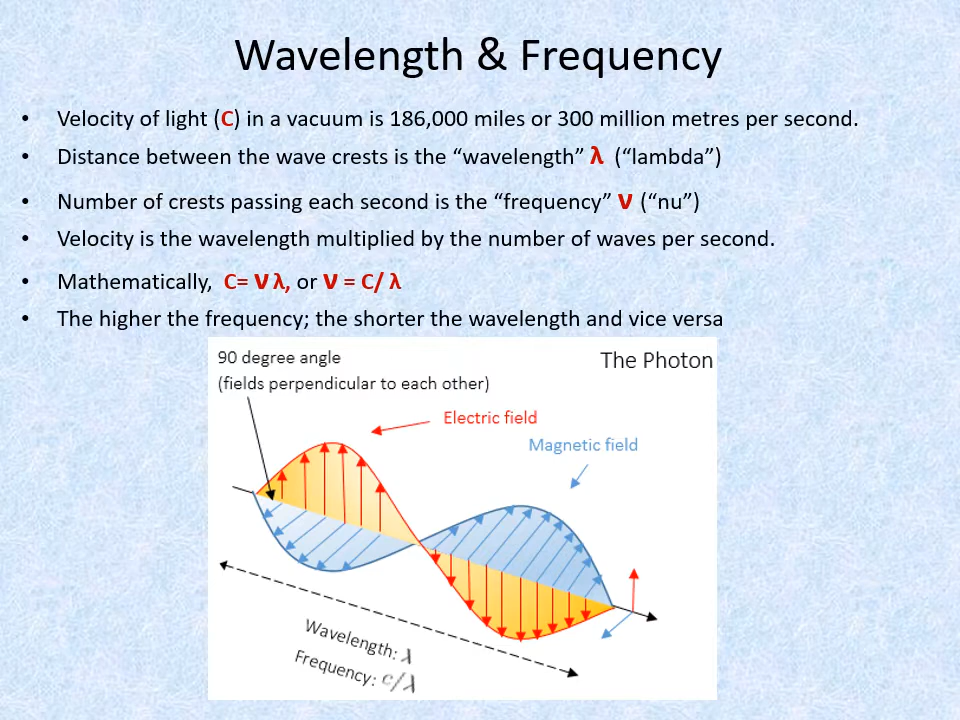 Wavelength & Frequency
• Velocity of light (C) in a vacuum is 186,000 miles or 300 million metres per second.
• Distance between the wave crests is the “wavelength” λ (“lambda”)
• Number of crests passing each second is the “frequency” ν (“nu”)
• Velocity is the wavelength multiplied by the number of waves per second.
• Mathematically, C= ν λ, or ν = C/ λ
• The higher the frequency; the shorter the wavelength and vice versa
90 degree angle
(fields perpendicular to each other)
The Photon
Electric field
Magnetic field
Wavelength: λ
Frequency: c/λ